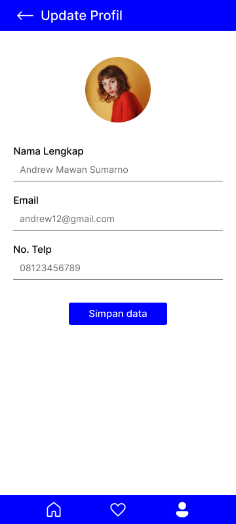 Update Profil
Nama Lengkap
Andrew Mawan Sumarno
Email
andrew12@gmail.com
No. Telp
08123456789
Simpan data